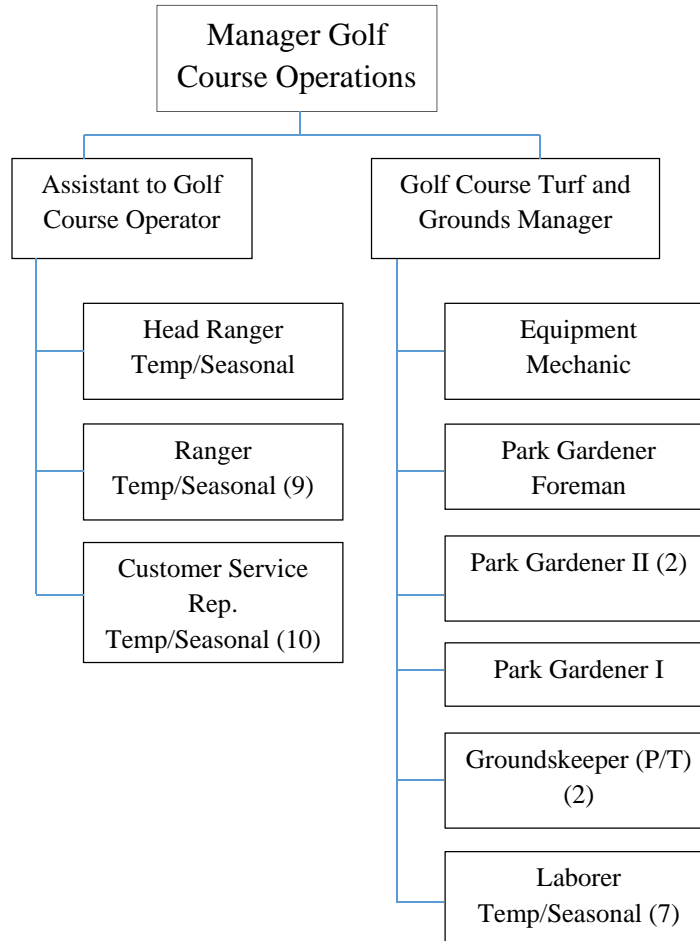 Manager Golf
Course Operations
Assistant to Golf
Course Operator
Golf Course Turf and
Grounds Manager
Head Ranger
Temp/Seasonal
Ranger
Temp/Seasonal (9)
Customer Service
Rep.
Temp/Seasonal (10)
Equipment
Mechanic
Park Gardener
Foreman
Park Gardener II (2)
Park Gardener I
Groundskeeper (P/T)
(2)
Laborer
Temp/Seasonal (7)